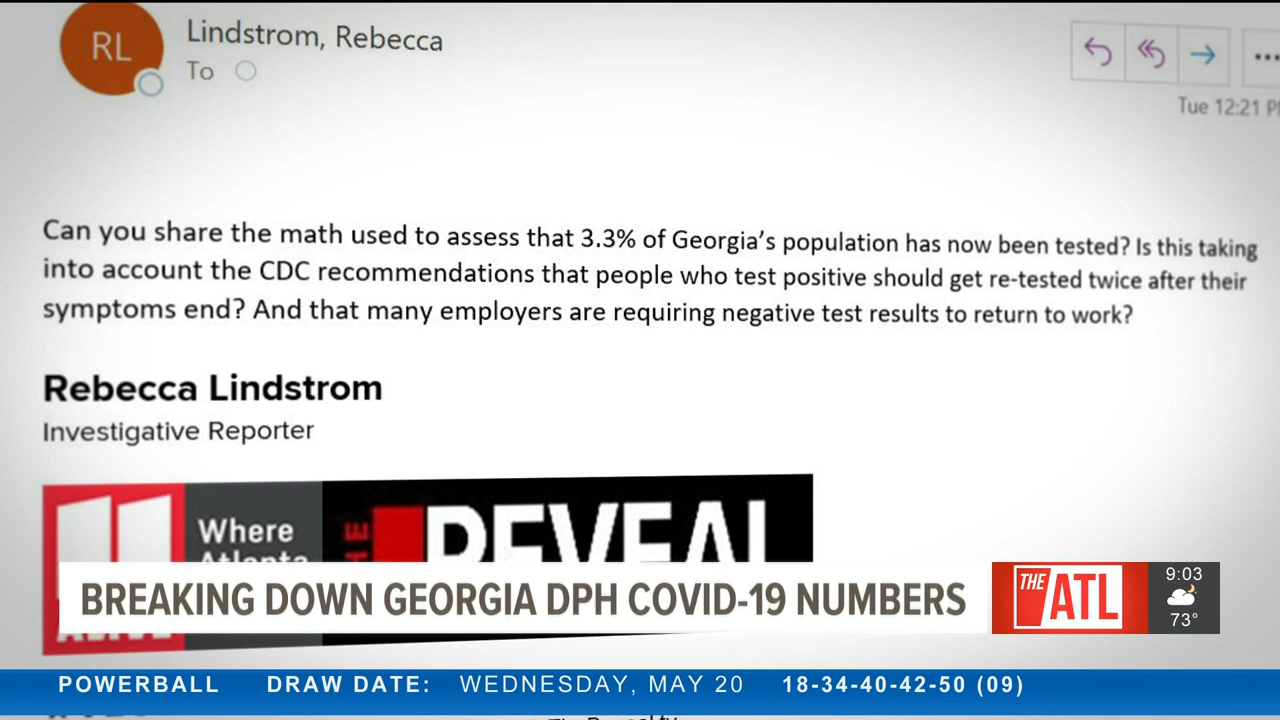 RL
Lindstrom, Rebecca
To
Tue 12:21
Can you share the math used to assess that 3.3% of Georgia's population has now been tested? Is this taking
into account the CDC recommendations that people who test positive should get re-tested twice after their
symptoms end? And that many employers are requiring negative test results to return to work?
Rebecca Lindstrom
Investigative Reporter
11
Where
Atlanta
THE
REVEAL
ALIVE
BREAKING DOWN GEORGIA DPH COVID-19 NUMBERS
THE
ATL
9:03
73°
POWERBALL DRAW DATE: WEDNESDAY, MAY 20 18-34-40-42-50 (09)